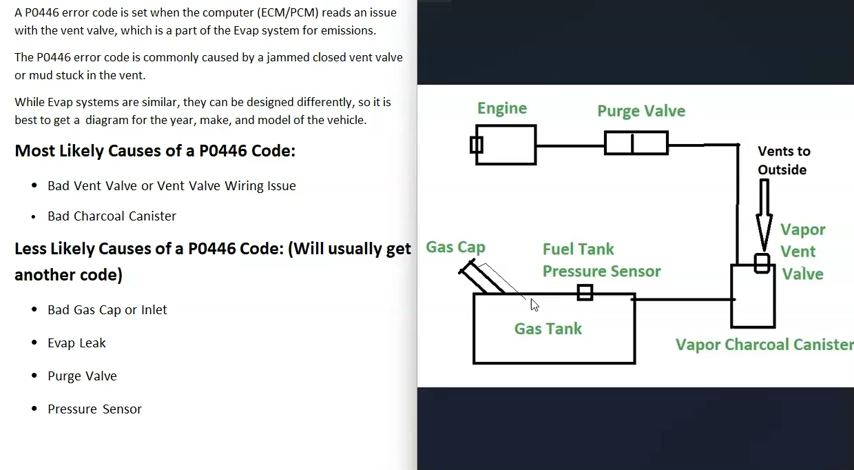 A P0446 error code is set when the computer (ECM/PCM) reads an issue
with the vent valve, which is a part of the Evap system for emissions.
The P0446 error code is commonly caused by a jammed closed vent valve
or mud stuck in the vent.
While Evap systems are similar, they can be designed differently, so it is
best to get a diagram for the year, make, and model of the vehicle.
Most Likely Causes of a P0446 Code:
• Bad Vent Valve or Vent Valve Wiring Issue
• Bad Charcoal Canister
Less Likely Causes of a P0446 Code: (Will usually get
another code)
• Bad Gas Cap or Inlet
• Evap Leak
• Purge Valve
• Pressure Sensor
Engine
Purge Valve
Vents to
Outside
Vapor
Vent
Valve
Gas Cap
Fuel Tank
Pressure Sensor
Gas Tank
Vapor Charcoal Canister